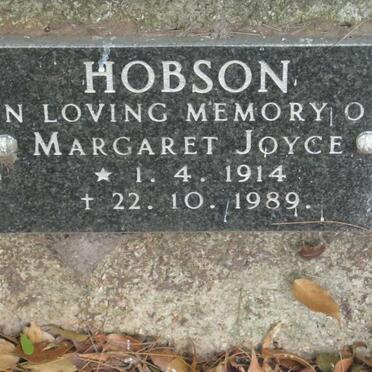 HOBSON
N LOVING MEMORY O
MARGARET JOYCE
★ 1. 4. 1914
† 22. 10. 1989.